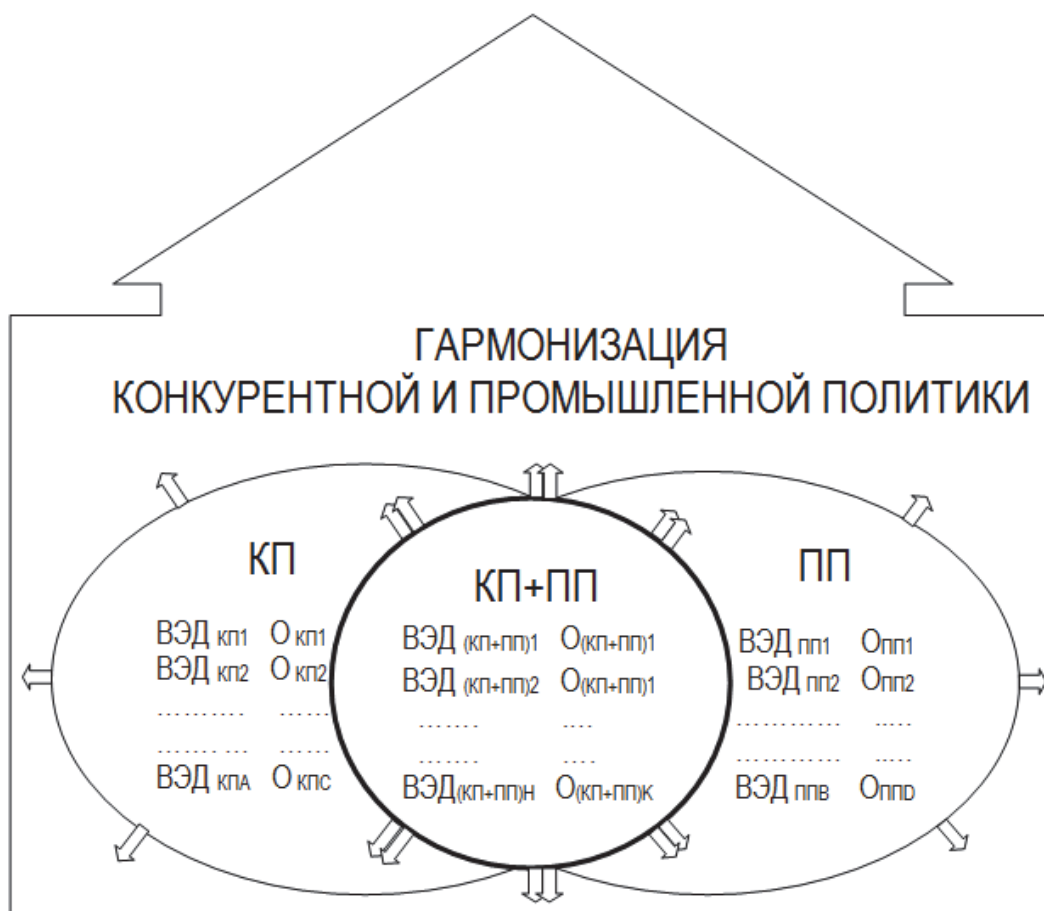 ГАРМОНИЗАЦИЯ
КОНКУРЕНТНОЙ И ПРОМЫШЛЕННОЙ ПОЛИТИКИ
КП
ВЭД КП1 О КП1
ВЭД КП2 О КП2
.......... ......
....... ... ......
ВЭД КПА О КПС
КП+ПП
ВЭД (КП+ПП)1 О(КП+ПП)1
ВЭД (КП+ПП)2 О(КП+ПП)1
....... ....
....... ....
ВЭД(КП+ПП)Н О(КП+ПП)К
ПП
ВЭД ПП1 ОПП1
ВЭД ПП2 ОПП2
............ .....
............ .....
ВЭД ППВ ОППD